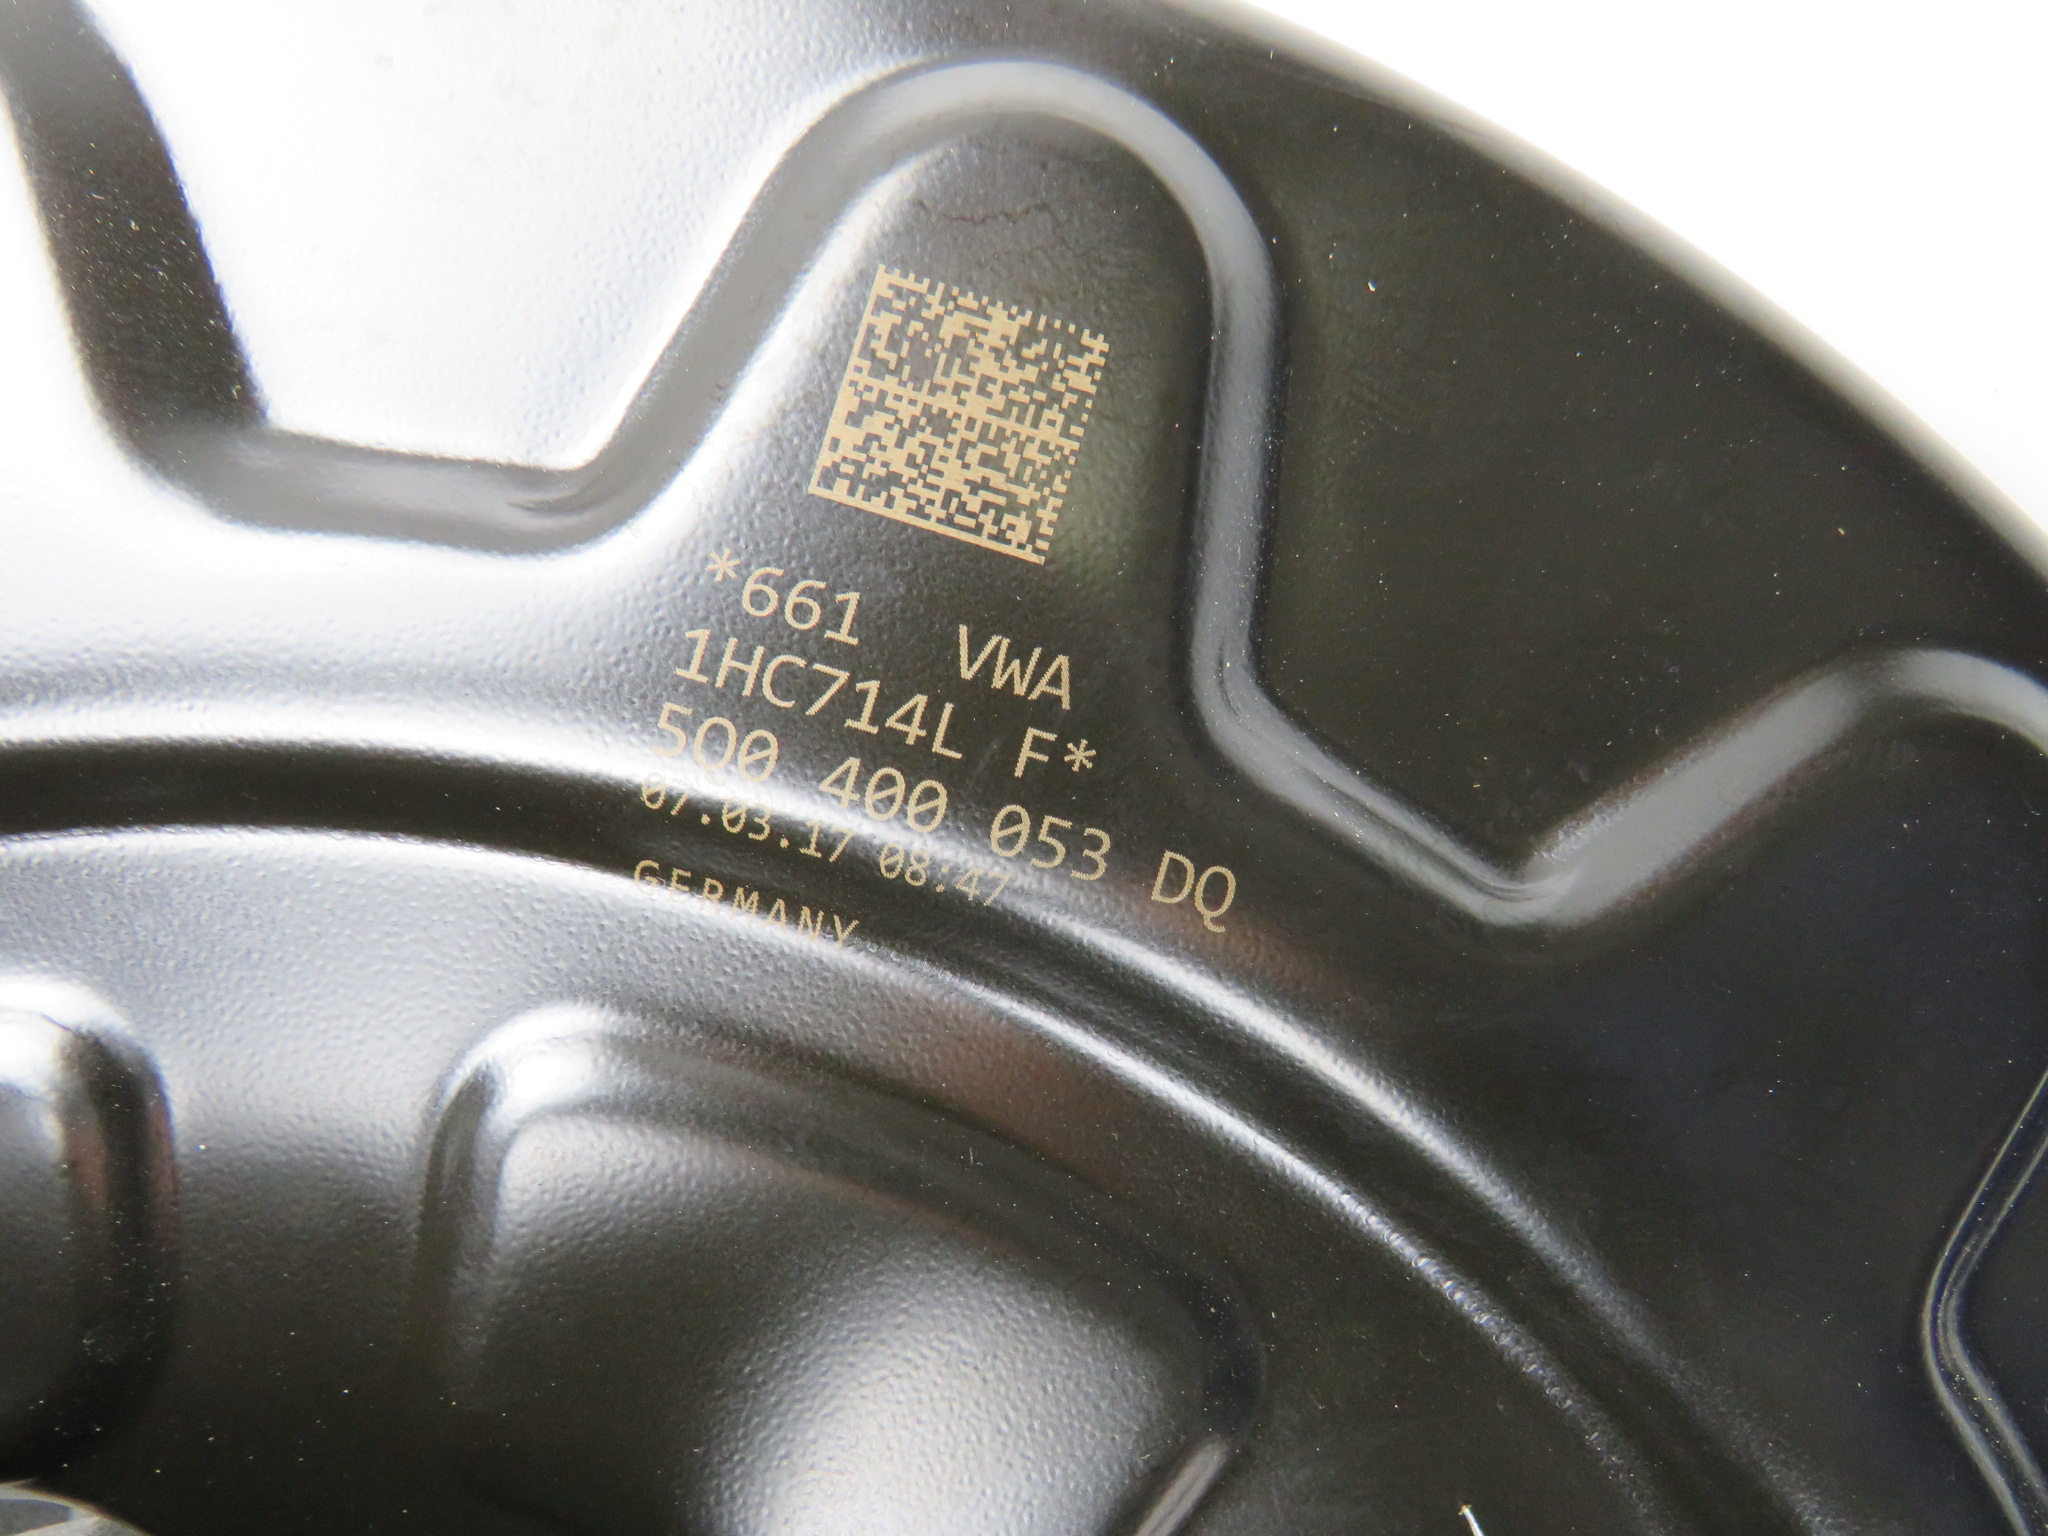 *661  VWA
1HC714L F*
5Q0 400 053 DQ
07.03.17 08:47
GERMANY